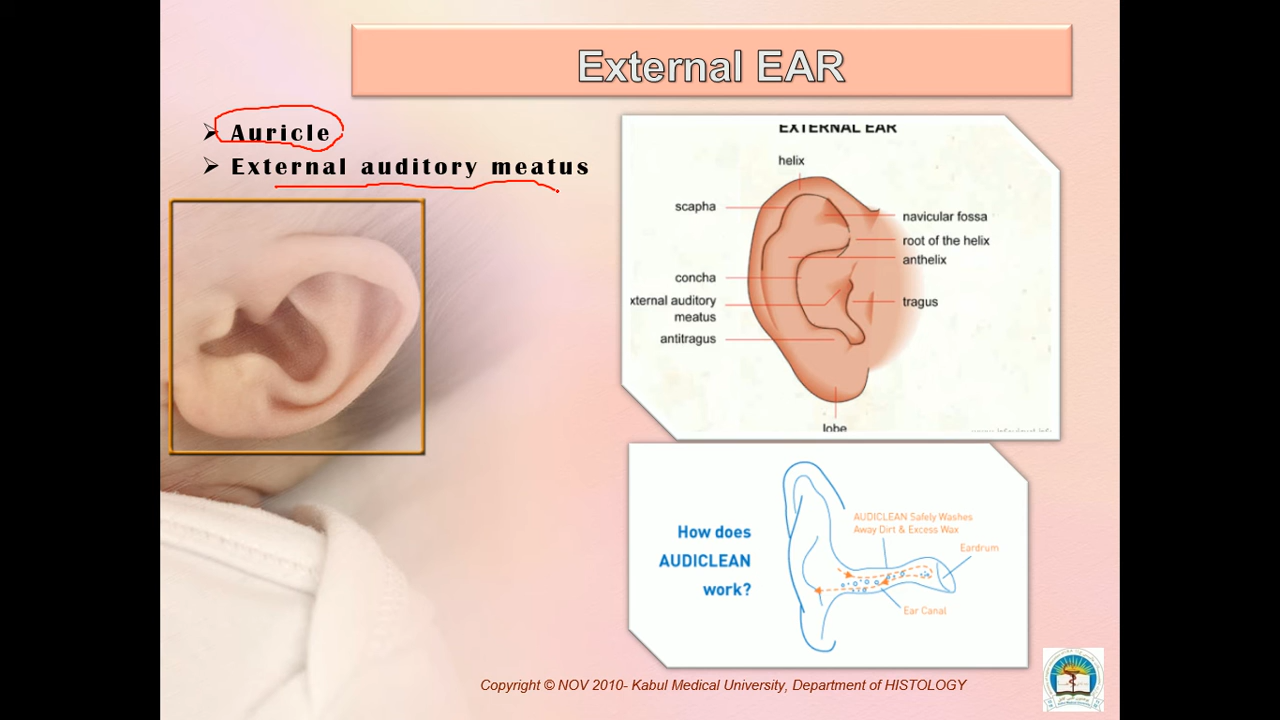 External EAR
Auricle
External auditory meatus
EXTERNAL EAR
helix
scapha
navicular fossa
root of the helix
anthelix
concha
xternal auditory
meatus
tragus
antitragus
lobe
How does
AUDICLEAN
work?
AUDICLEAN Safely Washes
Away Dirt & Excess Wax
Eardrum
Ear Canal
Copyright © NOV 2010- Kabul Medical University, Department of HISTOLOGY